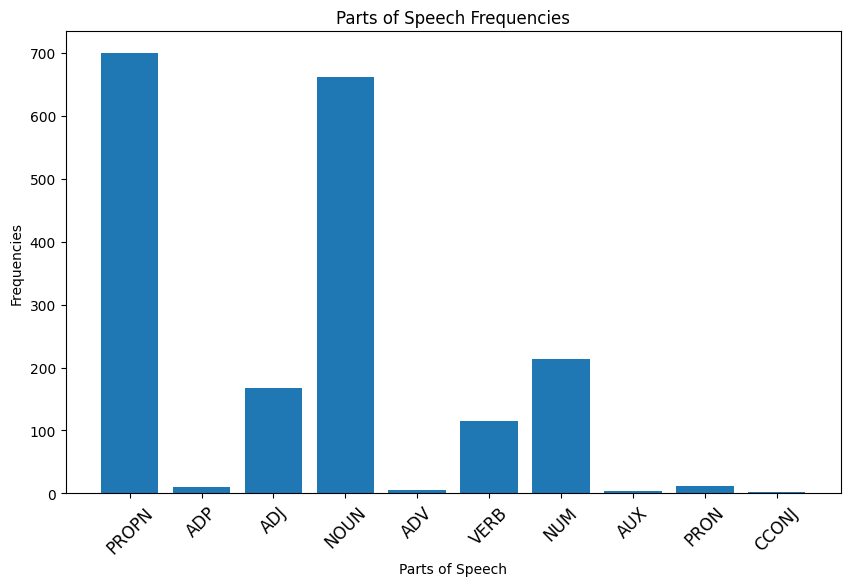 Parts of Speech Frequencies
Frequencies
700
600
500
400
300
200
100
0
PROPN
ADP
ADJ
NOUN
ADV
VERB
NUM
AUX
PRON
CCONJ
Parts of Speech